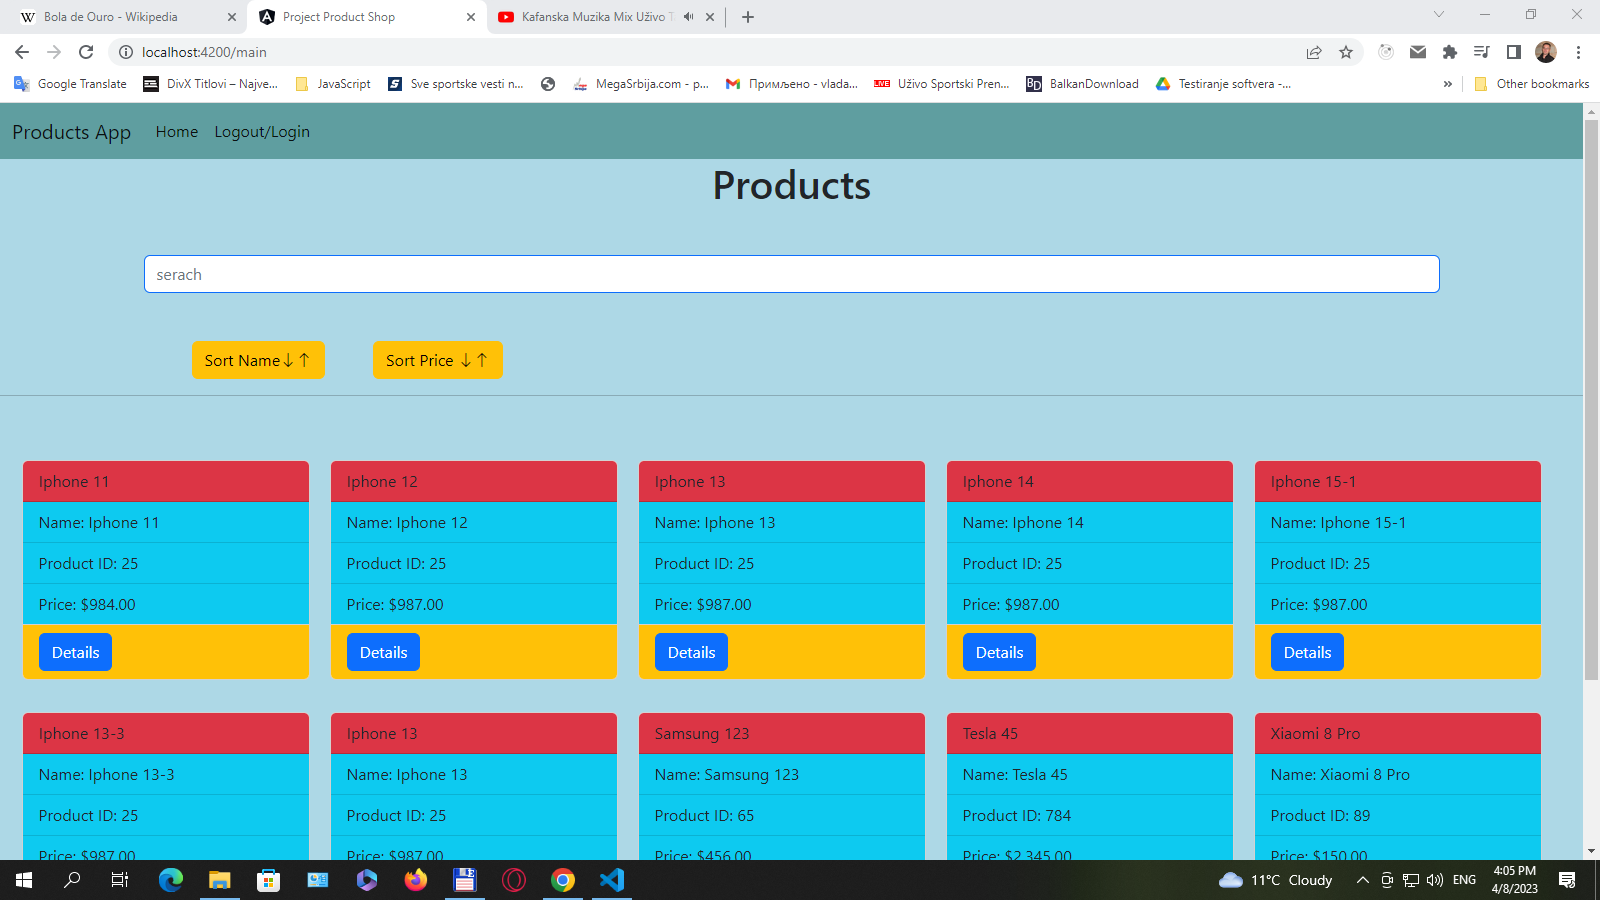 Bola de Ouro - Wikipedia
Project Product Shop
Kafanska Muzika Mix Uživo
localhost:4200/main
Google Translate
DivX Titlovi – Najve...
JavaScript
Sve sportske vesti n...
MegaSrbija.com - p...
Примљено - vlada...
LIVE
Uživo Sportski Pren...
BD
BalkanDownload
Testiranje softvera -...
»
Other bookmarks
Products App
Home
Logout/Login
Products
serach
Sort Name↓↑
Sort Price ↓↑
Iphone 11
Name: Iphone 11
Product ID: 25
Price: $984.00
Details
Iphone 12
Name: Iphone 12
Product ID: 25
Price: $987.00
Details
Iphone 13
Name: Iphone 13
Product ID: 25
Price: $987.00
Details
Iphone 14
Name: Iphone 14
Product ID: 25
Price: $987.00
Details
Iphone 15-1
Name: Iphone 15-1
Product ID: 25
Price: $987.00
Details
Iphone 13-3
Name: Iphone 13-3
Product ID: 25
Price: $987.00
Iphone 13
Name: Iphone 13
Product ID: 25
Price: $987.00
Samsung 123
Name: Samsung 123
Product ID: 65
Price: $456.00
Tesla 45
Name: Tesla 45
Product ID: 784
Price: $2,345.00
Xiaomi 8 Pro
Name: Xiaomi 8 Pro
Product ID: 89
Price: $150.00
11°C Cloudy
ENG
4:05 PM
4/8/2023